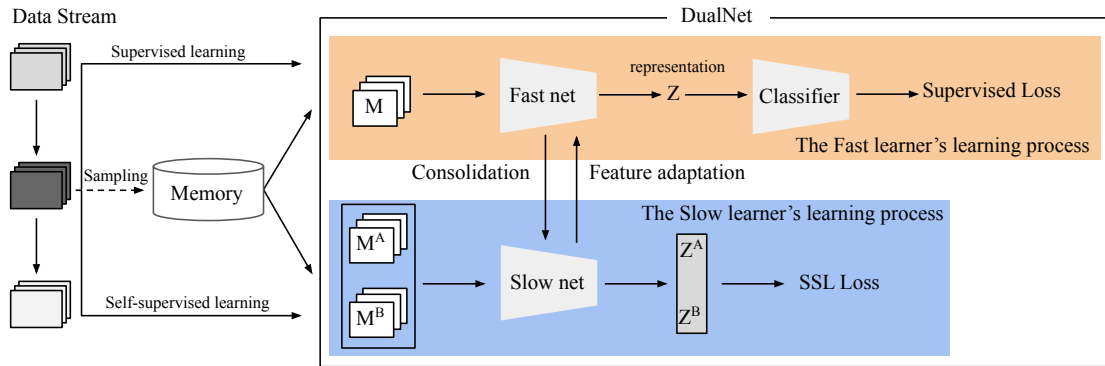 Data Stream
DualNet
Supervised learning
M
Fast net
representation
Z
Classifier
Supervised Loss
The Fast learner's learning process
Sampling
Memory
Consolidation
Feature adaptation
The Slow learner's learning process
M^A
M^B
Slow net
Z^A
Z^B
SSL Loss
Self-supervised learning